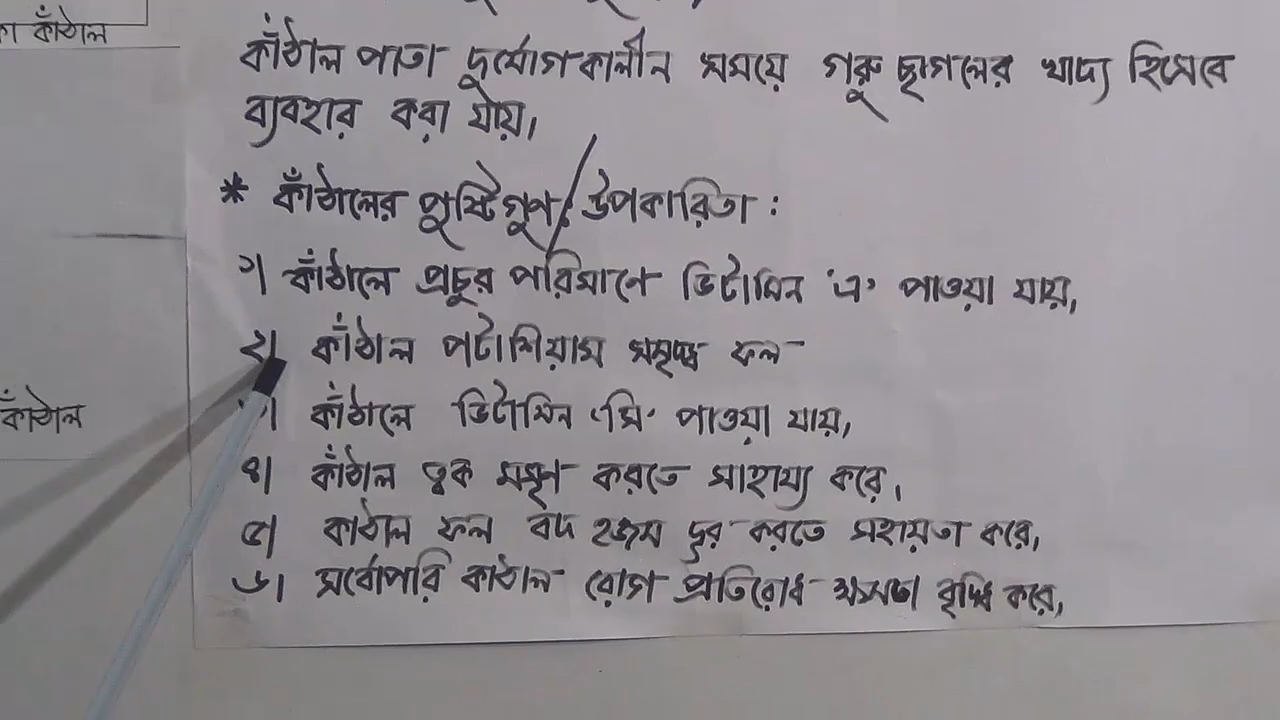 কাঁঠাল
কাঁঠাল পাতা দুর্যোগকালীন সময়ে গরু ছাগলের খাদ্য হিসেবে
ব্যবহার করা যায়,
* কাঁঠালের পুষ্টিগুণ / উপকারিতা :
১। কাঁঠালে প্রচুর পরিমানে ভিটামিন 'এ' পাওয়া যায়,
২। কাঁঠাল পটাশিয়াম সমৃদ্ধ ফল
৩। কাঁঠালে ভিটামিন 'সি' পাওয়া যায়,
কাঁঠাল
৪। কাঁঠাল ত্বক মসৃণ করতে সাহায্য করে,
৫। কাঠাল ফল বদ হজম দূর করতে সহায়তা করে,
৬। সর্বোপরি কাঠাল রোগ প্রতিরোধ ক্ষমতা বৃদ্ধি করে,